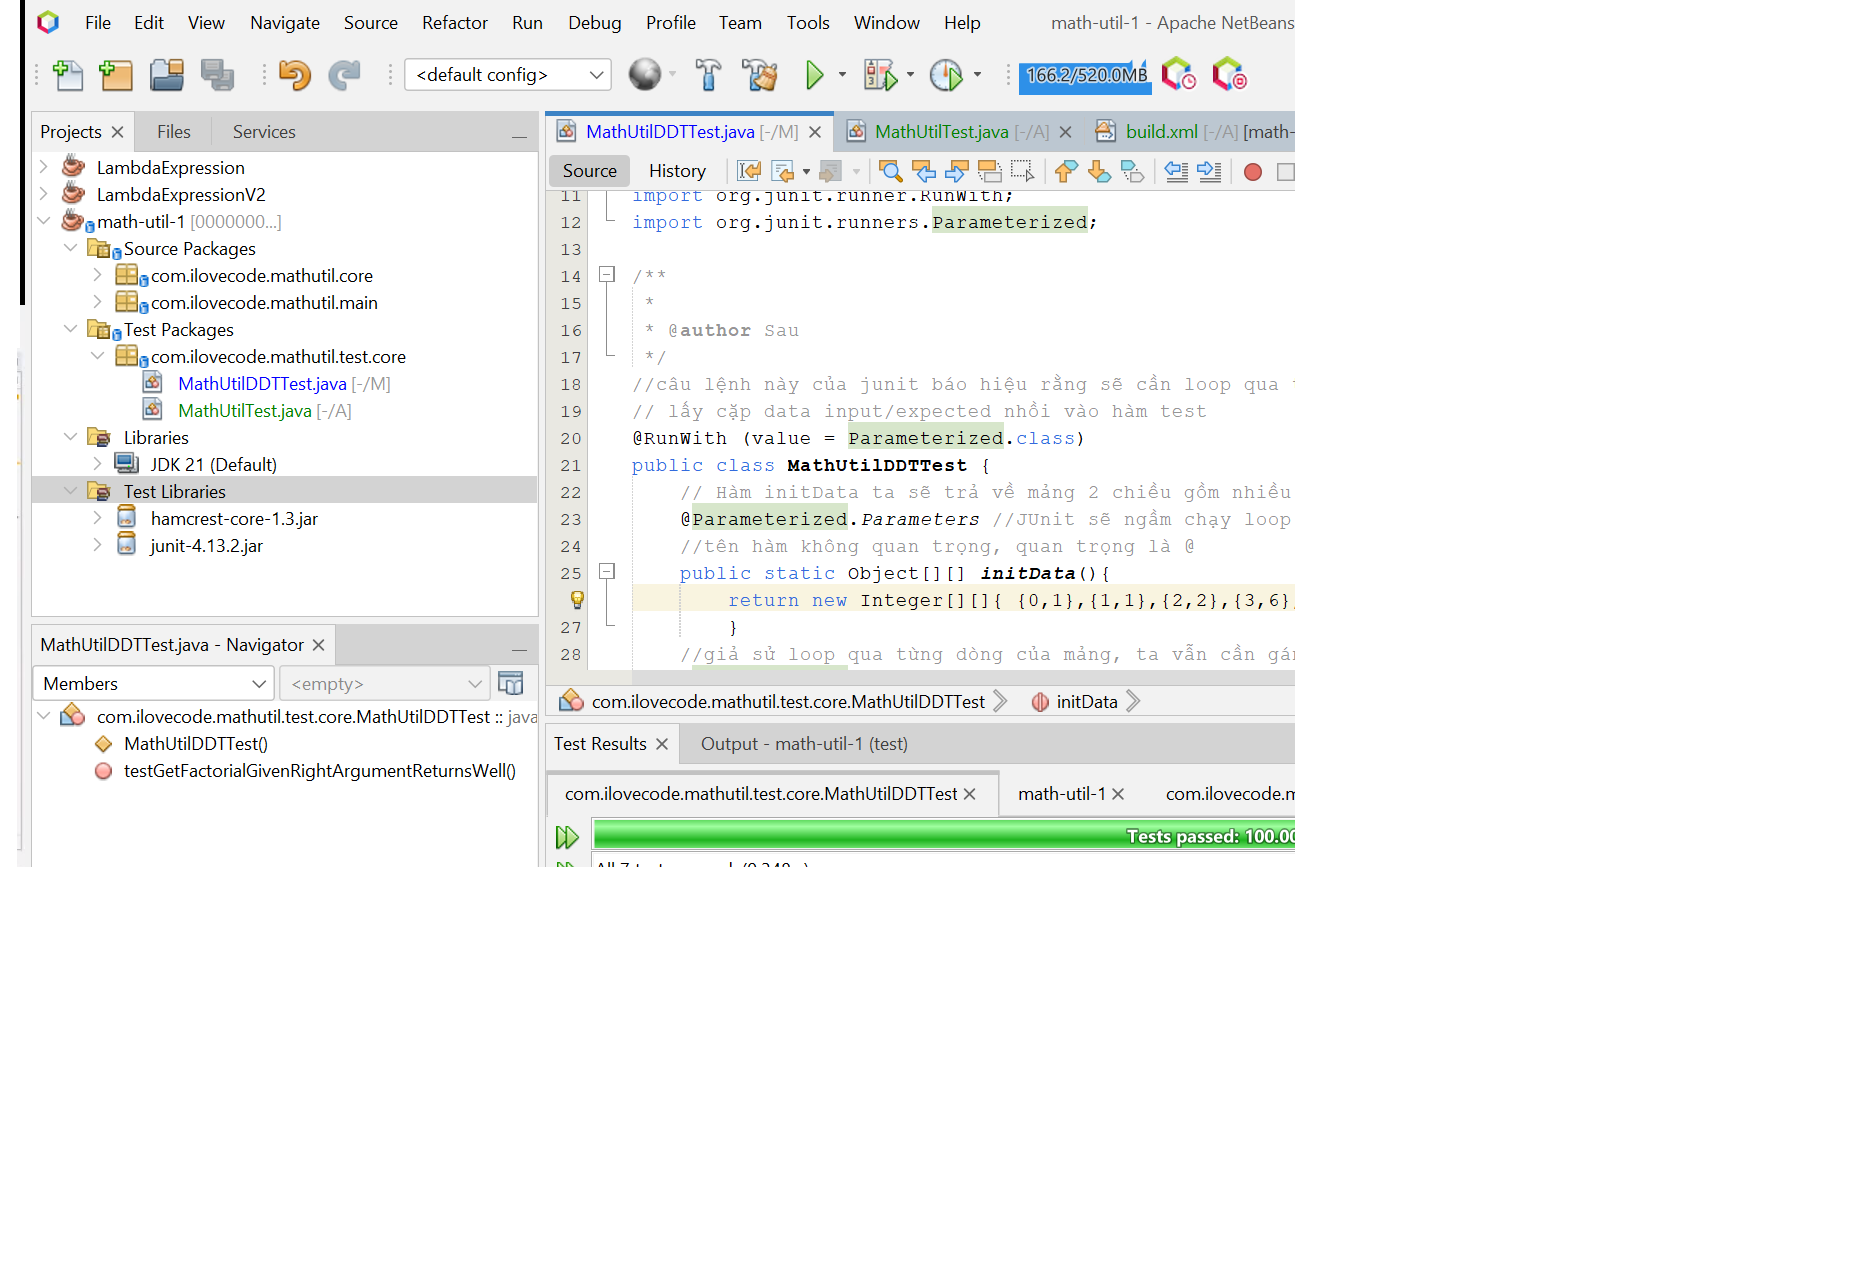 File Edit View Navigate Source Refactor Run Debug Profile Team Tools Window Help math-util-1 - Apache NetBeans
<default config> 166.2/520.0MB
Projects Files Services
MathUtilDDTTest.java [-/M] MathUtilTest.java [-/A] build.xml [-/A] [math-
Source History
LambdaExpression
LambdaExpressionV2
math-util-1 [0000000...]
Source Packages
com.ilovecode.mathutil.core
com.ilovecode.mathutil.main
Test Packages
com.ilovecode.mathutil.test.core
MathUtilDDTTest.java [-/M]
MathUtilTest.java [-/A]
Libraries
JDK 21 (Default)
Test Libraries
hamcrest-core-1.3.jar
junit-4.13.2.jar
MathUtilDDTTest.java - Navigator
Members <empty>
com.ilovecode.mathutil.test.core.MathUtilDDTTest :: java
MathUtilDDTTest()
testGetFactorialGivenRightArgumentReturnsWell()
11 import org.junit.runner.RunWith;
12 import org.junit.runners.Parameterized;
13
14 /**
15 *
16 * @author Sau
17 */
18 //câu lệnh này của junit báo hiệu rằng sẽ cần loop qua
19 // lấy cặp data input/expected nhồi vào hàm test
20 @RunWith (value = Parameterized.class)
21 public class MathUtilDDTTest {
22 // Hàm initData ta sẽ trả về mảng 2 chiều gồm nhiều
23 @Parameterized.Parameters //JUnit sẽ ngầm chạy loop
24 //tên hàm không quan trọng, quan trọng là @
25 public static Object[][] initData(){
return new Integer[][]{ {0,1},{1,1},{2,2},{3,6},
27 }
28 //giả sử loop qua từng dòng của mảng, ta vẫn cần
com.ilovecode.mathutil.test.core.MathUtilDDTTest initData
Test Results Output - math-util-1 (test)
com.ilovecode.mathutil.test.core.MathUtilDDTTest math-util-1 com.ilovecode.m
Tests passed: 100.00